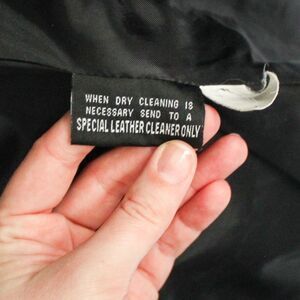 WHEN DRY CLEANING IS
NECESSARY SEND TO A
SPECIAL LEATHER CLEANER ONLY